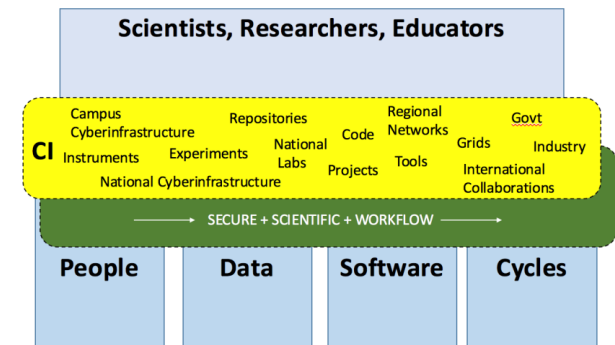 Scientists, Researchers, Educators
CI
Campus
Cyberinfrastructure
Repositories
Regional
Networks
Govt
Instruments
Experiments
National
Labs
Code
Grids
Industry
Projects
Tools
National Cyberinfrastructure
International
Collaborations
SECURE + SCIENTIFIC + WORKFLOW
People
Data
Software
Cycles